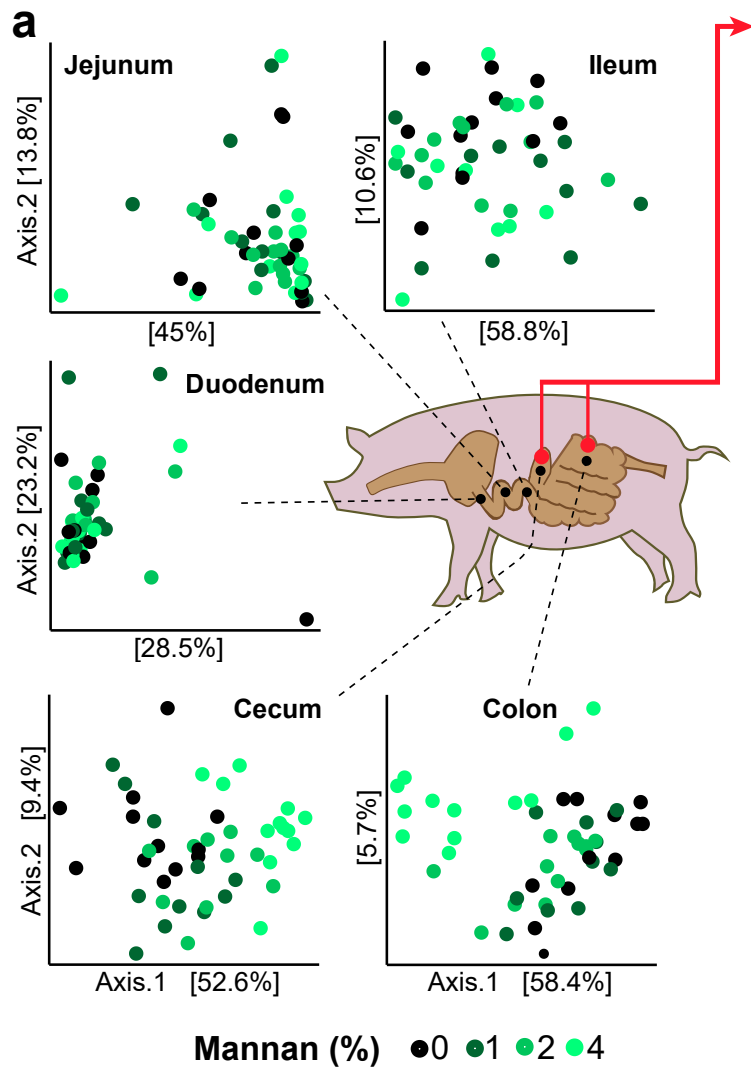 a
Jejunum
Axis.2 [13.8%]
[45%]
Ileum
[10.6%]
[58.8%]
Duodenum
Axis.2 [23.2%]
[28.5%]
Cecum
Axis.2 [9.4%]
Axis.1 [52.6%]
Colon
[5.7%]
Axis.1 [58.4%]
Mannan (%) 0 1 2 4